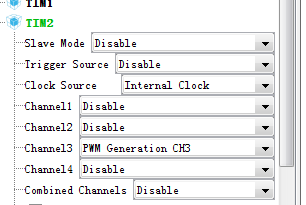 TIM1
TIM2
Slave Mode Disable
Trigger Source Disable
Clock Source Internal Clock
Channel1 Disable
Channel2 Disable
Channel3 PWM Generation CH3
Channel4 Disable
Combined Channels Disable